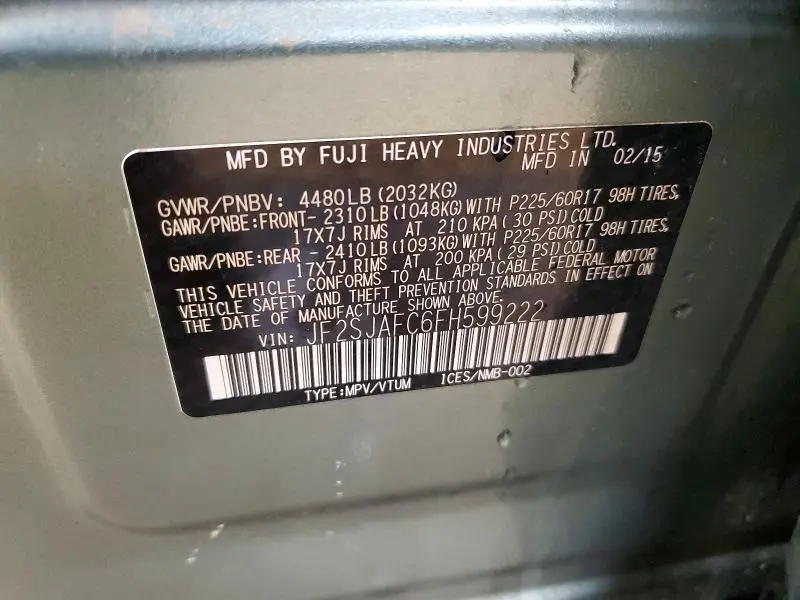 MFD BY FUJI HEAVY INDUSTRIES LTD.
MFD IN 02/15
GVWR/PNBV: 4480LB(2032KG)
GAWR/PNBE:FRONT- 2310LB(1048KG)WITH P225/60R17 98H TIRES,
17X7J RIMS AT 210 KPA(30 PSI)COLD
GAWR/PNBE:REAR - 2410LB(1093KG)WITH P225/60R17 98H TIRES,
17X7J RIMS AT 200 KPA(29 PSI)COLD
THIS VEHICLE CONFORMS TO ALL APPLICABLE FEDERAL MOTOR
VEHICLE SAFETY AND THEFT PREVENTION STANDARDS IN EFFECT ON
THE DATE OF MANUFACTURE SHOWN ABOVE.
VIN: JF2SJAFC6FH599222
TYPE:MPV/VTUM ICES/NMB-002